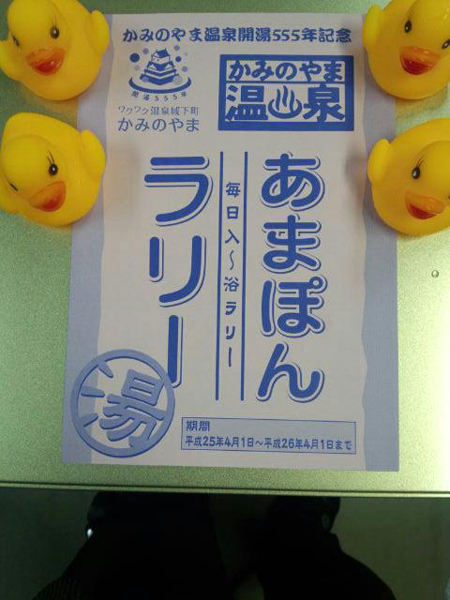 かみのやま温泉開湯555年記念
開湯555年
ワクワク温泉城下町
かみのやま
かみのやま
温♨泉
あまぽん
毎日入〜浴ラリー
ラリー
湯
期間
平成25年4月1日〜平成26年4月1日まで